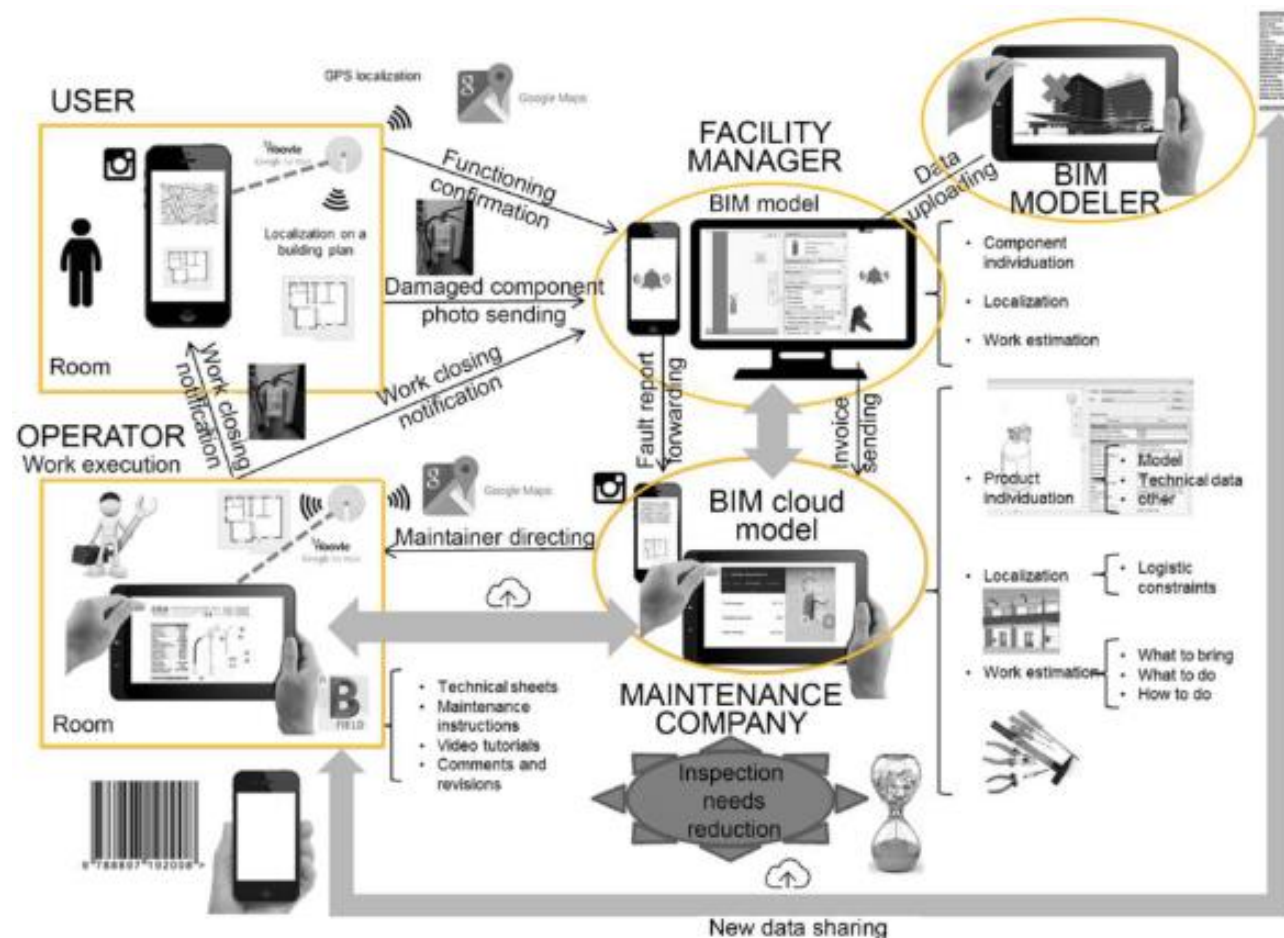 GPS localization
Google Maps
USER
FACILITY
MANAGER
BIM model
Data
uploading
BIM
MODELER
Functioning
confirmation
Localization on a
building plan
Damaged component
photo sending
Room
Work closing
notification
Work closing
notification
• Component
individuation
• Localization
• Work estimation
OPERATOR
Work execution
Google Maps
Maintainer directing
Fault report
forwarding
Invoice
sending
BIM cloud
model
• Product
individuation
• Model
• Technical data
• other
• Localization
• Logistic
constraints
• Work estimation
• What to bring
• What to do
• How to do
Room
B
FIELD
• Technical sheets
• Maintenance
instructions
• Video tutorials
• Comments and
revisions
MAINTENANCE
COMPANY
Inspection
needs
reduction
New data sharing